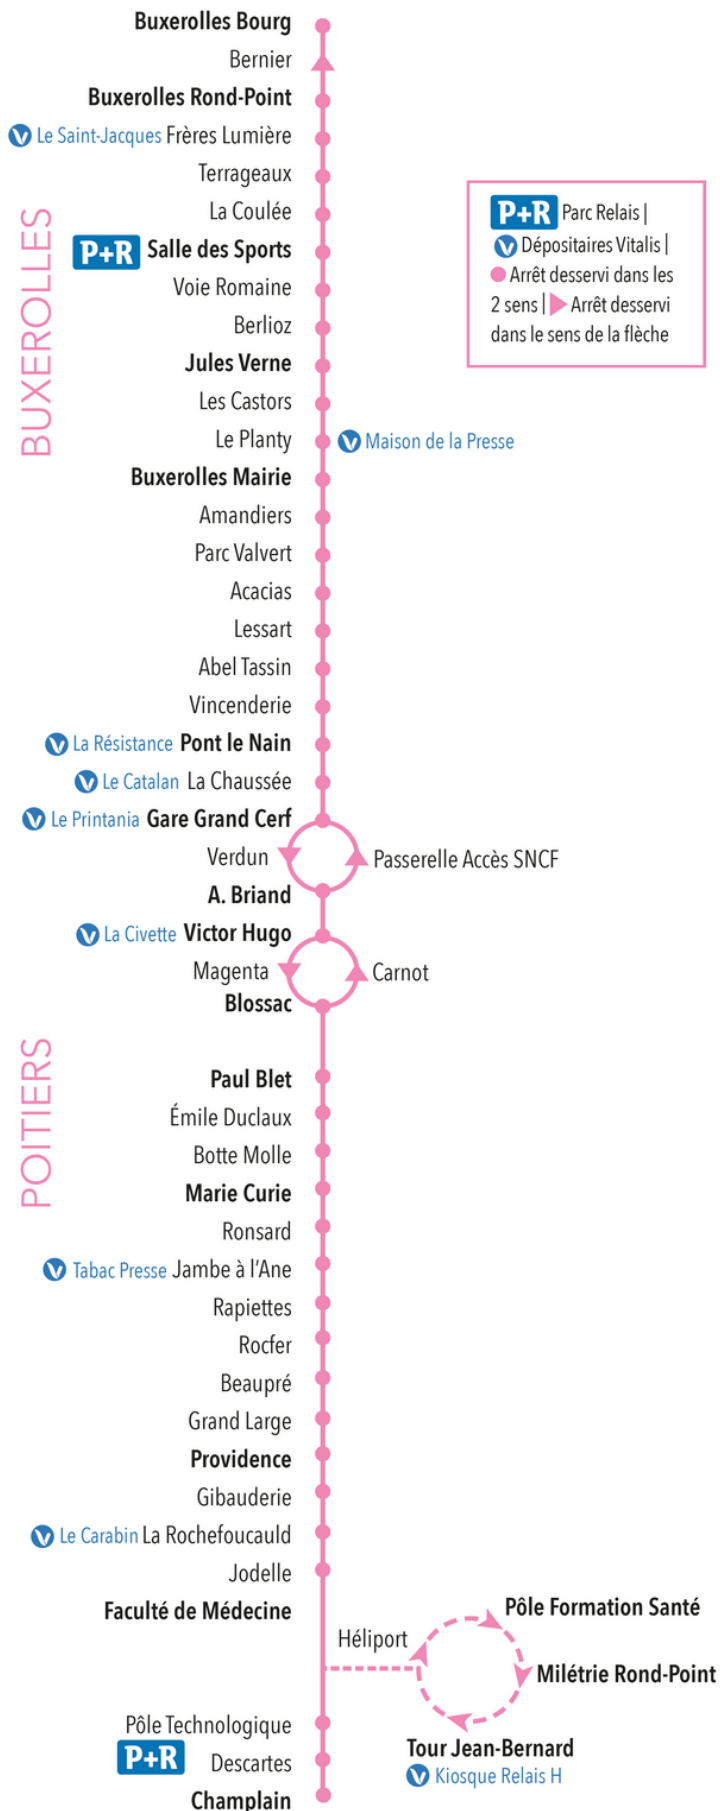 Buxerolles Bourg
Bernier
Buxerolles Rond-Point
Le Saint-Jacques Frères Lumière
Terrageaux
La Coulée
P+R Salle des Sports
Voie Romaine
Berlioz
Jules Verne
Les Castors
Le Planty Maison de la Presse
Buxerolles Mairie
Amandiers
Parc Valvert
Acacias
Lessart
Abel Tassin
Vincenderie
La Résistance Pont le Nain
Le Catalan La Chaussée
Le Printania Gare Grand Cerf
Verdun Passerelle Accès SNCF
A. Briand
La Civette Victor Hugo
Magenta Carnot
Blossac
Paul Blet
Émile Duclaux
Botte Molle
Marie Curie
Ronsard
Tabac Presse Jambe à l'Ane
Rapiettes
Rocfer
Beaupré
Grand Large
Providence
Gibauderie
Le Carabin La Rochefoucauld
Jodelle
Faculté de Médecine
Héliport
Pôle Formation Santé
Milétrie Rond-Point
Tour Jean-Bernard
Kiosque Relais H
Pôle Technologique
P+R Descartes
Champlain
BUXEROLLES
POITIERS
P+R Parc Relais |
Dépositaires Vitalis |
Arrêt desservi dans les
2 sens | Arrêt desservi
dans le sens de la flèche